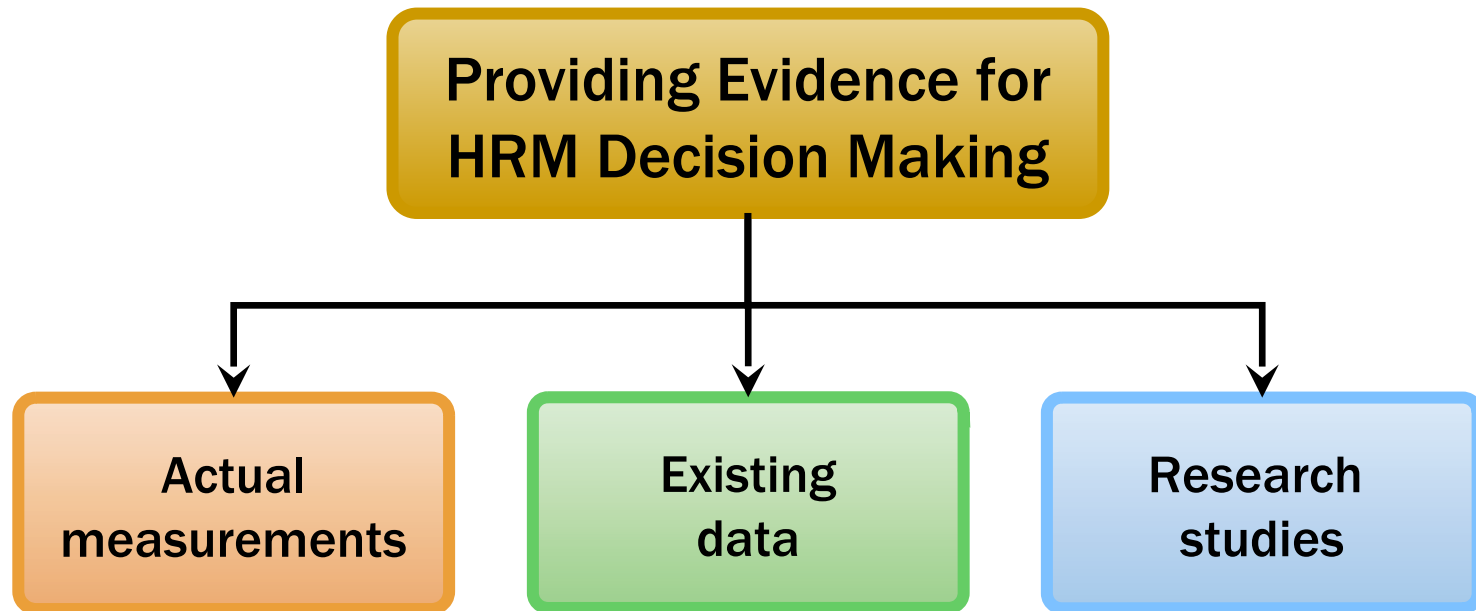 Providing Evidence for
HRM Decision Making
Actual
measurements
Existing
data
Research
studies